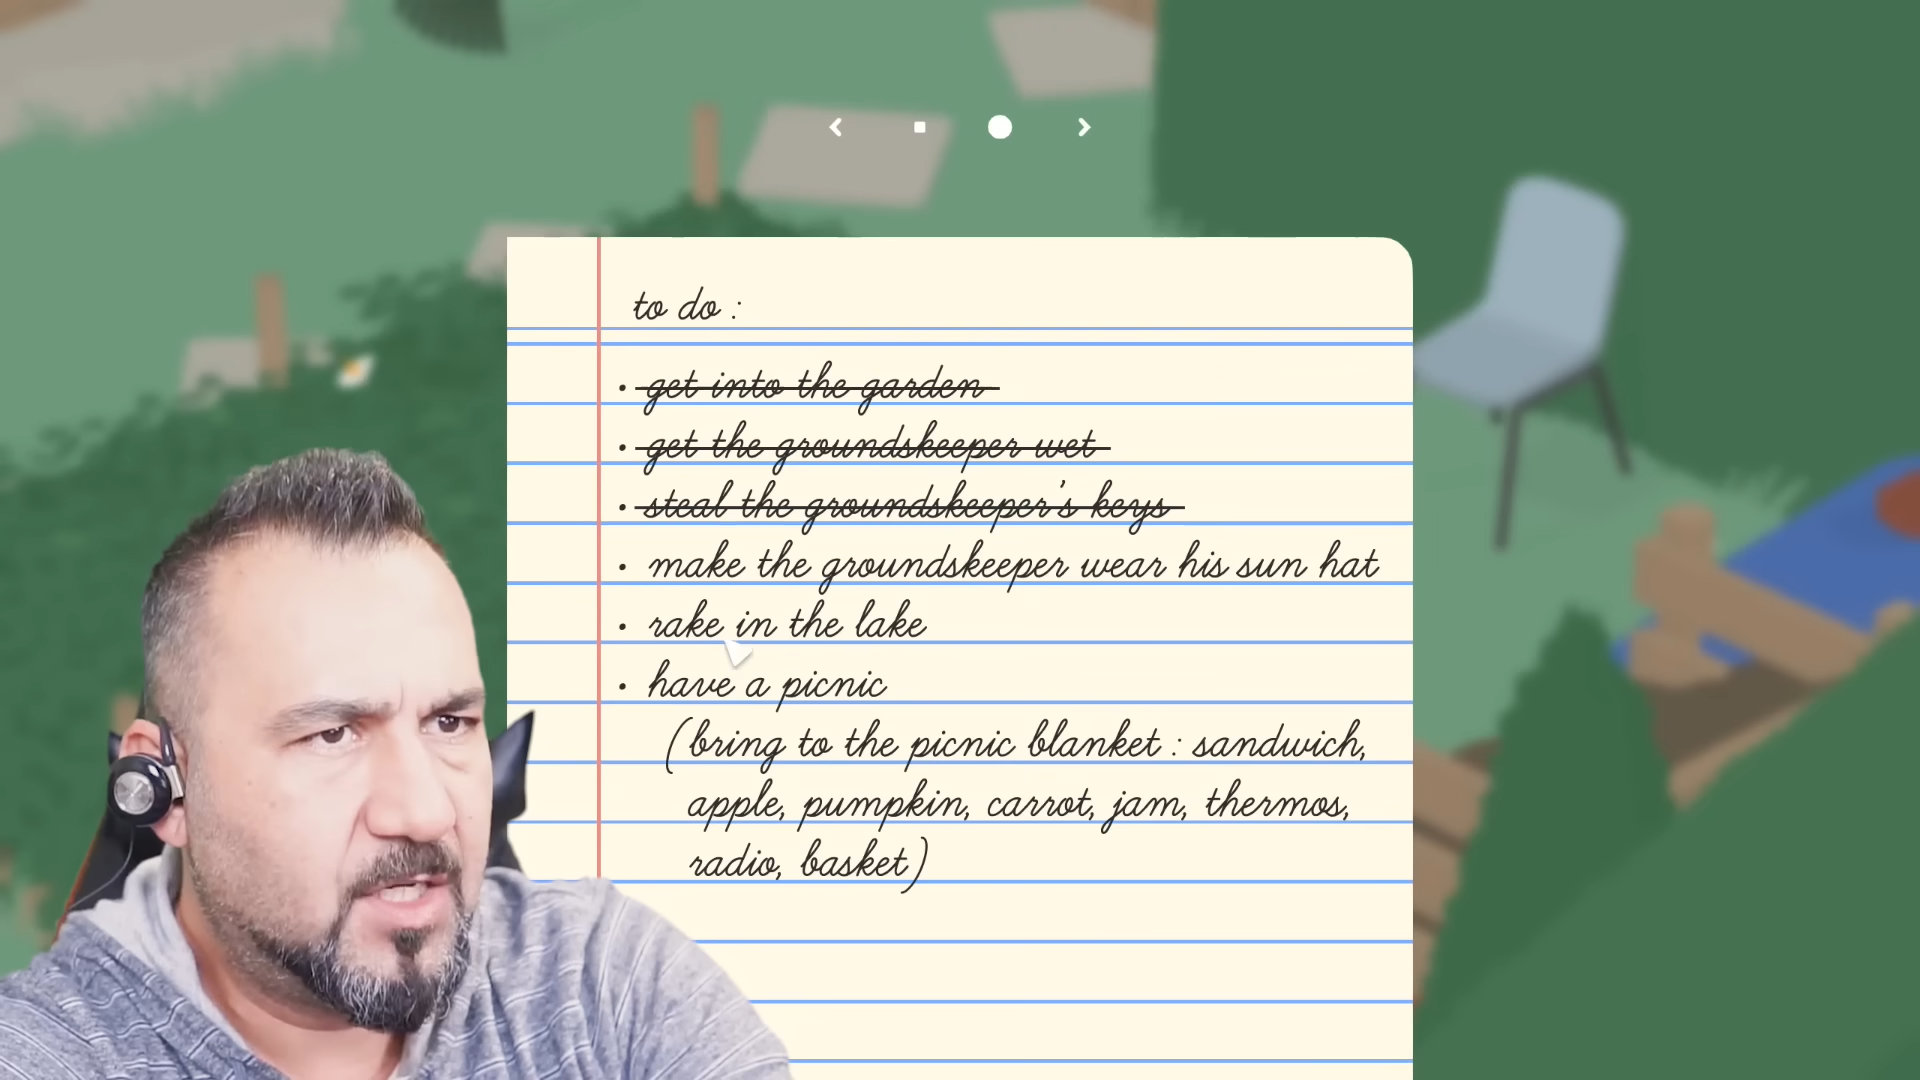 to do :
• get into the garden
• get the groundskeeper wet
• steal the groundskeeper's keys
• make the groundskeeper wear his sun hat
• rake in the lake
• have a picnic
(bring to the picnic blanket : sandwich,
apple, pumpkin, carrot, jam, thermos,
radio, basket)